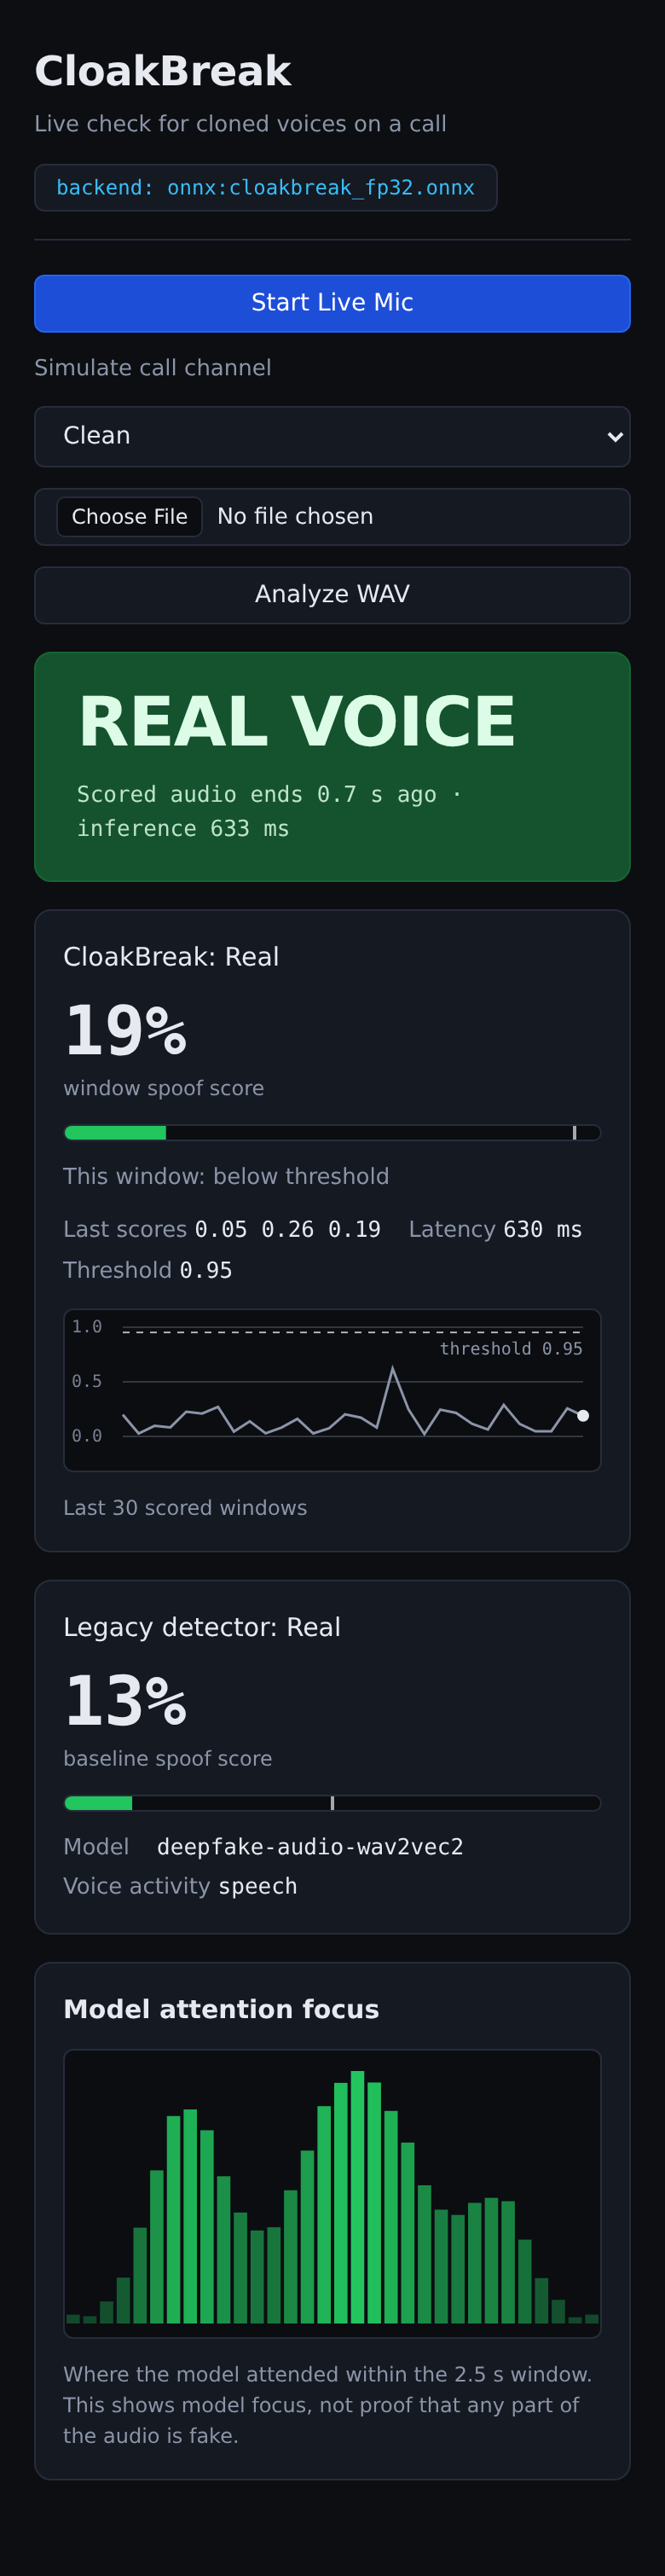 CloakBreak
Live check for cloned voices on a call
backend: onnx:cloakbreak_fp32.onnx
Start Live Mic
Simulate call channel
Clean
Choose File No file chosen
Analyze WAV
REAL VOICE
Scored audio ends 0.7 s ago ·
inference 633 ms
CloakBreak: Real
19%
window spoof score
This window: below threshold
Last scores 0.05 0.26 0.19 Latency 630 ms
Threshold 0.95
1.0
threshold 0.95
0.5
0.0
Last 30 scored windows
Legacy detector: Real
13%
baseline spoof score
Model deepfake-audio-wav2vec2
Voice activity speech
Model attention focus
Where the model attended within the 2.5 s window.
This shows model focus, not proof that any part of
the audio is fake.